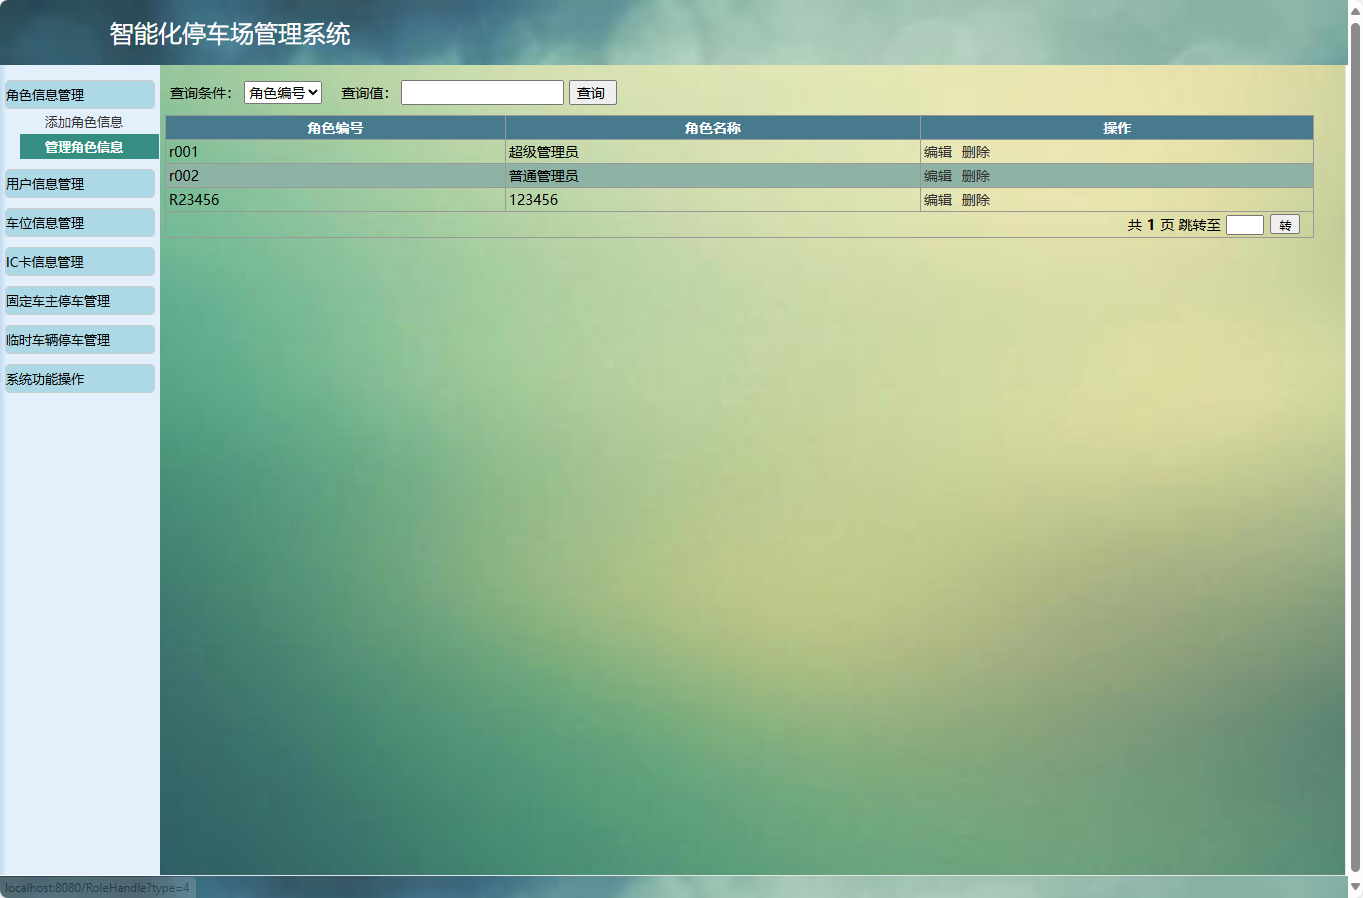 智能化停车场管理系统
角色信息管理
添加角色信息
管理角色信息
用户信息管理
车位信息管理
IC卡信息管理
固定车主停车管理
临时车辆停车管理
系统功能操作
查询条件： 角色编号 查询值： 查询
角色编号 角色名称 操作
r001 超级管理员 编辑 删除
r002 普通管理员 编辑 删除
R23456 123456 编辑 删除
共 1 页 跳转至 转
localhost:8080/RoleHandle?type=4